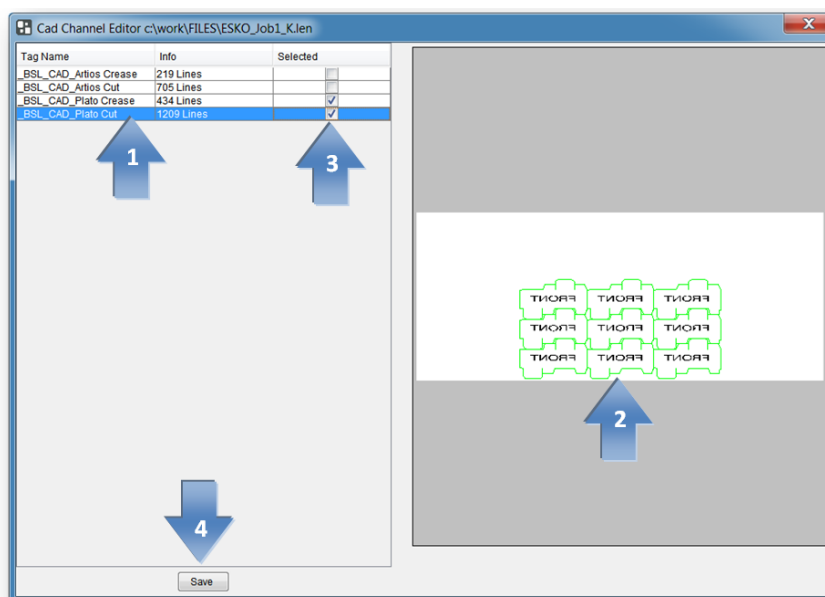 Cad Channel Editor c:\work\FILES\ESKO_Job1_K.len
Tag Name Info Selected
_BSL_CAD_Artios Crease 219 Lines
_BSL_CAD_Artios Cut 705 Lines
_BSL_CAD_Plato Crease 434 Lines
_BSL_CAD_Plato Cut 1209 Lines
1
3
FRONT FRONT FRONT
FRONT FRONT FRONT
FRONT FRONT FRONT
2
4
Save